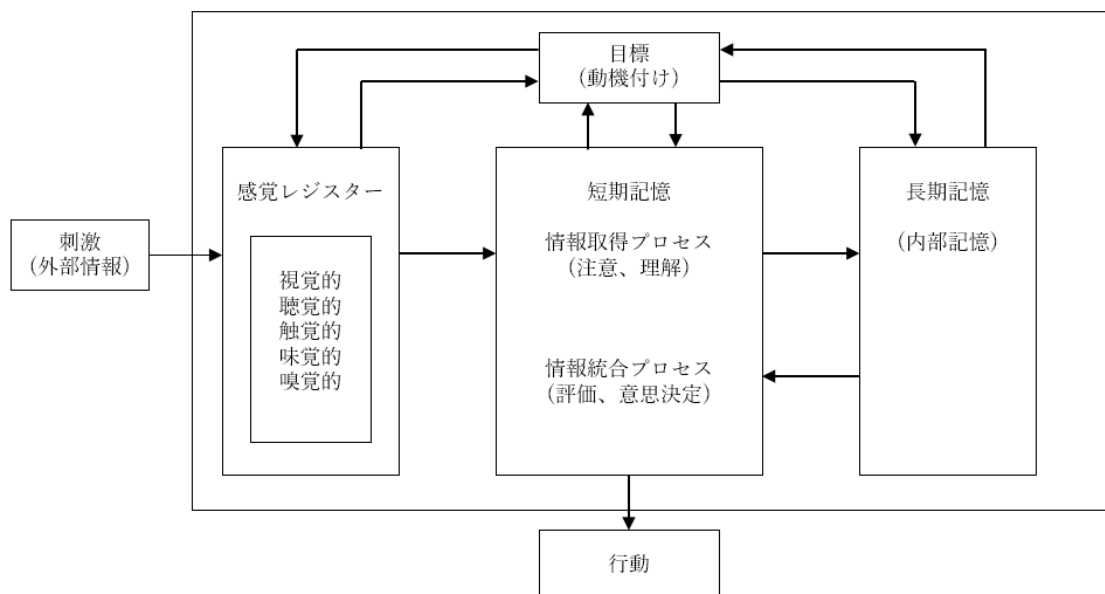 目標
（動機付け）
感覚レジスター
短期記憶
長期記憶
刺激
（外部情報）
情報取得プロセス
（注意、理解）
（内部記憶）
視覚的
聴覚的
触覚的
味覚的
嗅覚的
情報統合プロセス
（評価、意思決定）
行動